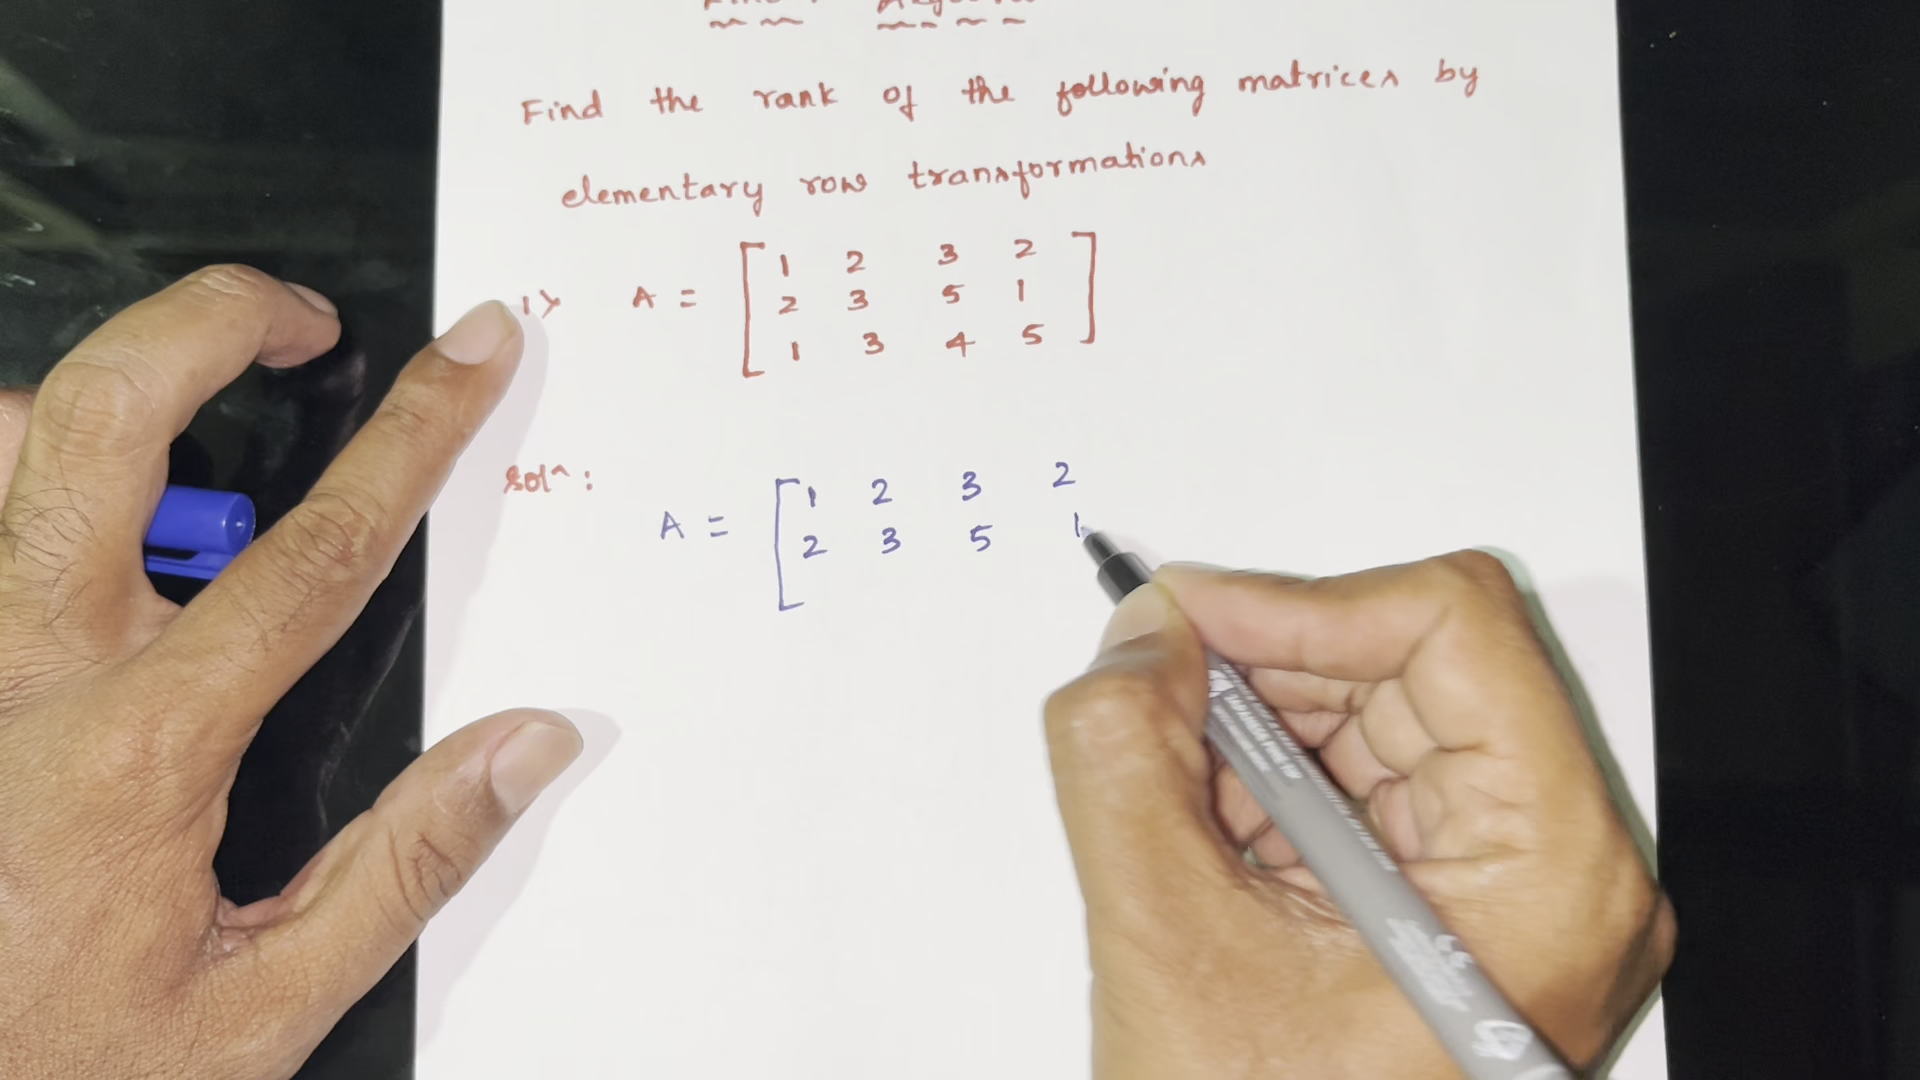 Find the rank of the following matrices by
elementary row transformations
1) A = [ 1 2 3 2
2 3 5 1
1 3 4 5 ]
Soln:
A = [ 1 2 3 2
2 3 5 1